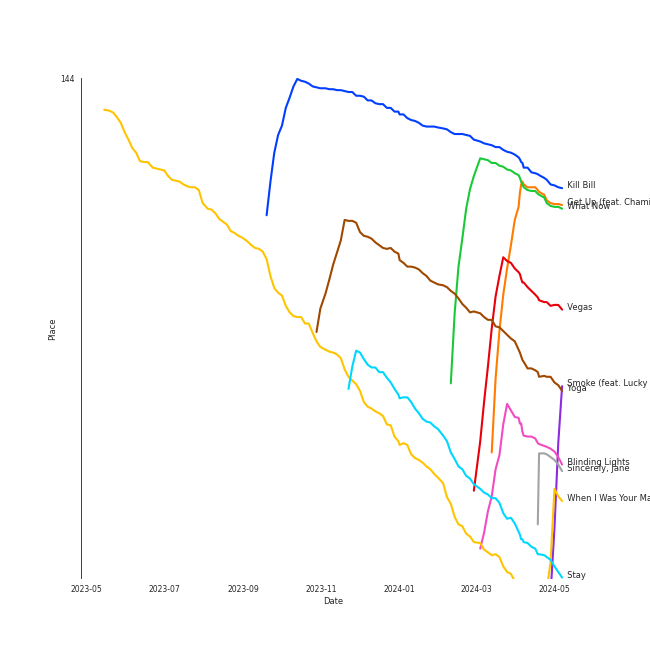 144
Kill Bill
Get Up (feat. Chami
What Now
Place
Vegas
Smoke (feat. Lucky
Yoga
Blinding Lights
Sincerely, Jane
When I Was Your Ma
Stay
2023-05 2023-07 2023-09 2023-11 2024-01 2024-03 2024-05
Date